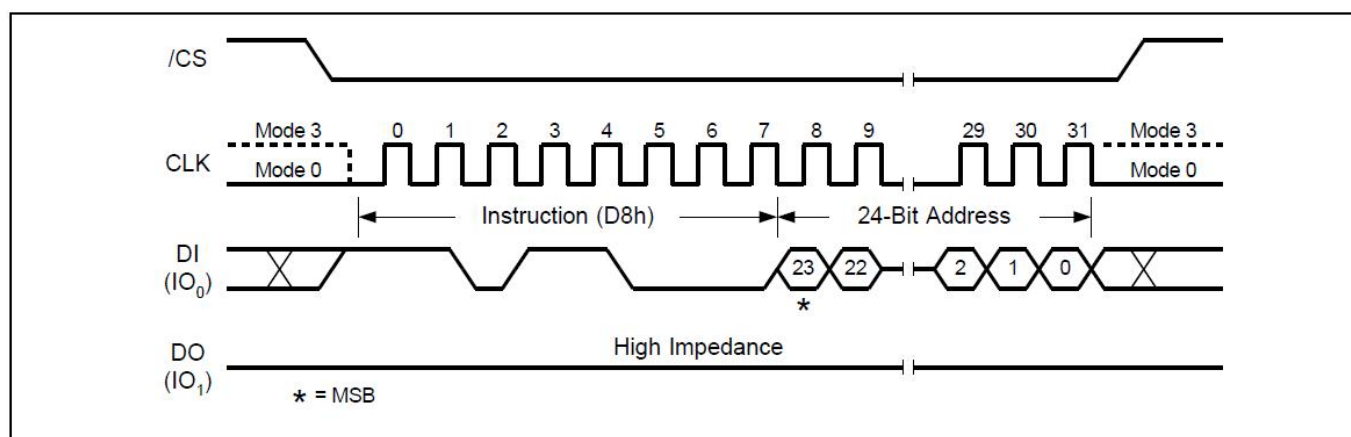 /CS
Mode 3 0 1 2 3 4 5 6 7 8 9 29 30 31 Mode 3
CLK
Mode 0 Mode 0
Instruction (D8h) 24-Bit Address
DI
(IO0)
23 22 2 1 0
*
High Impedance
DO
(IO1)
* = MSB